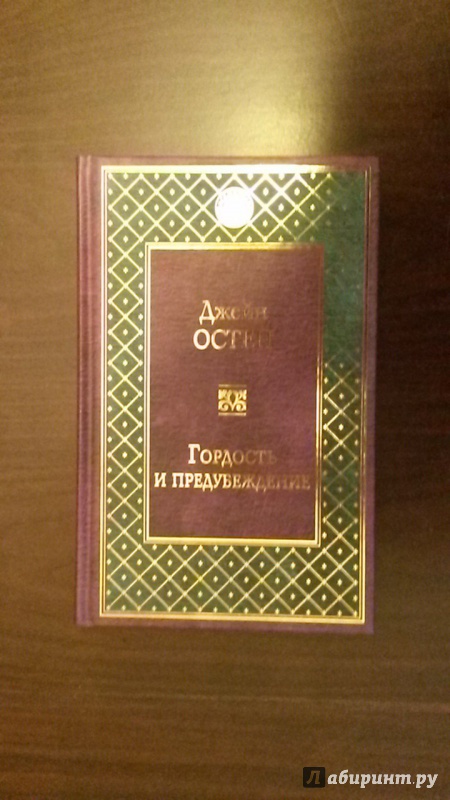 Джейн
ОСТЕН
Гордость
и предубеждение
Лабиринт.ру